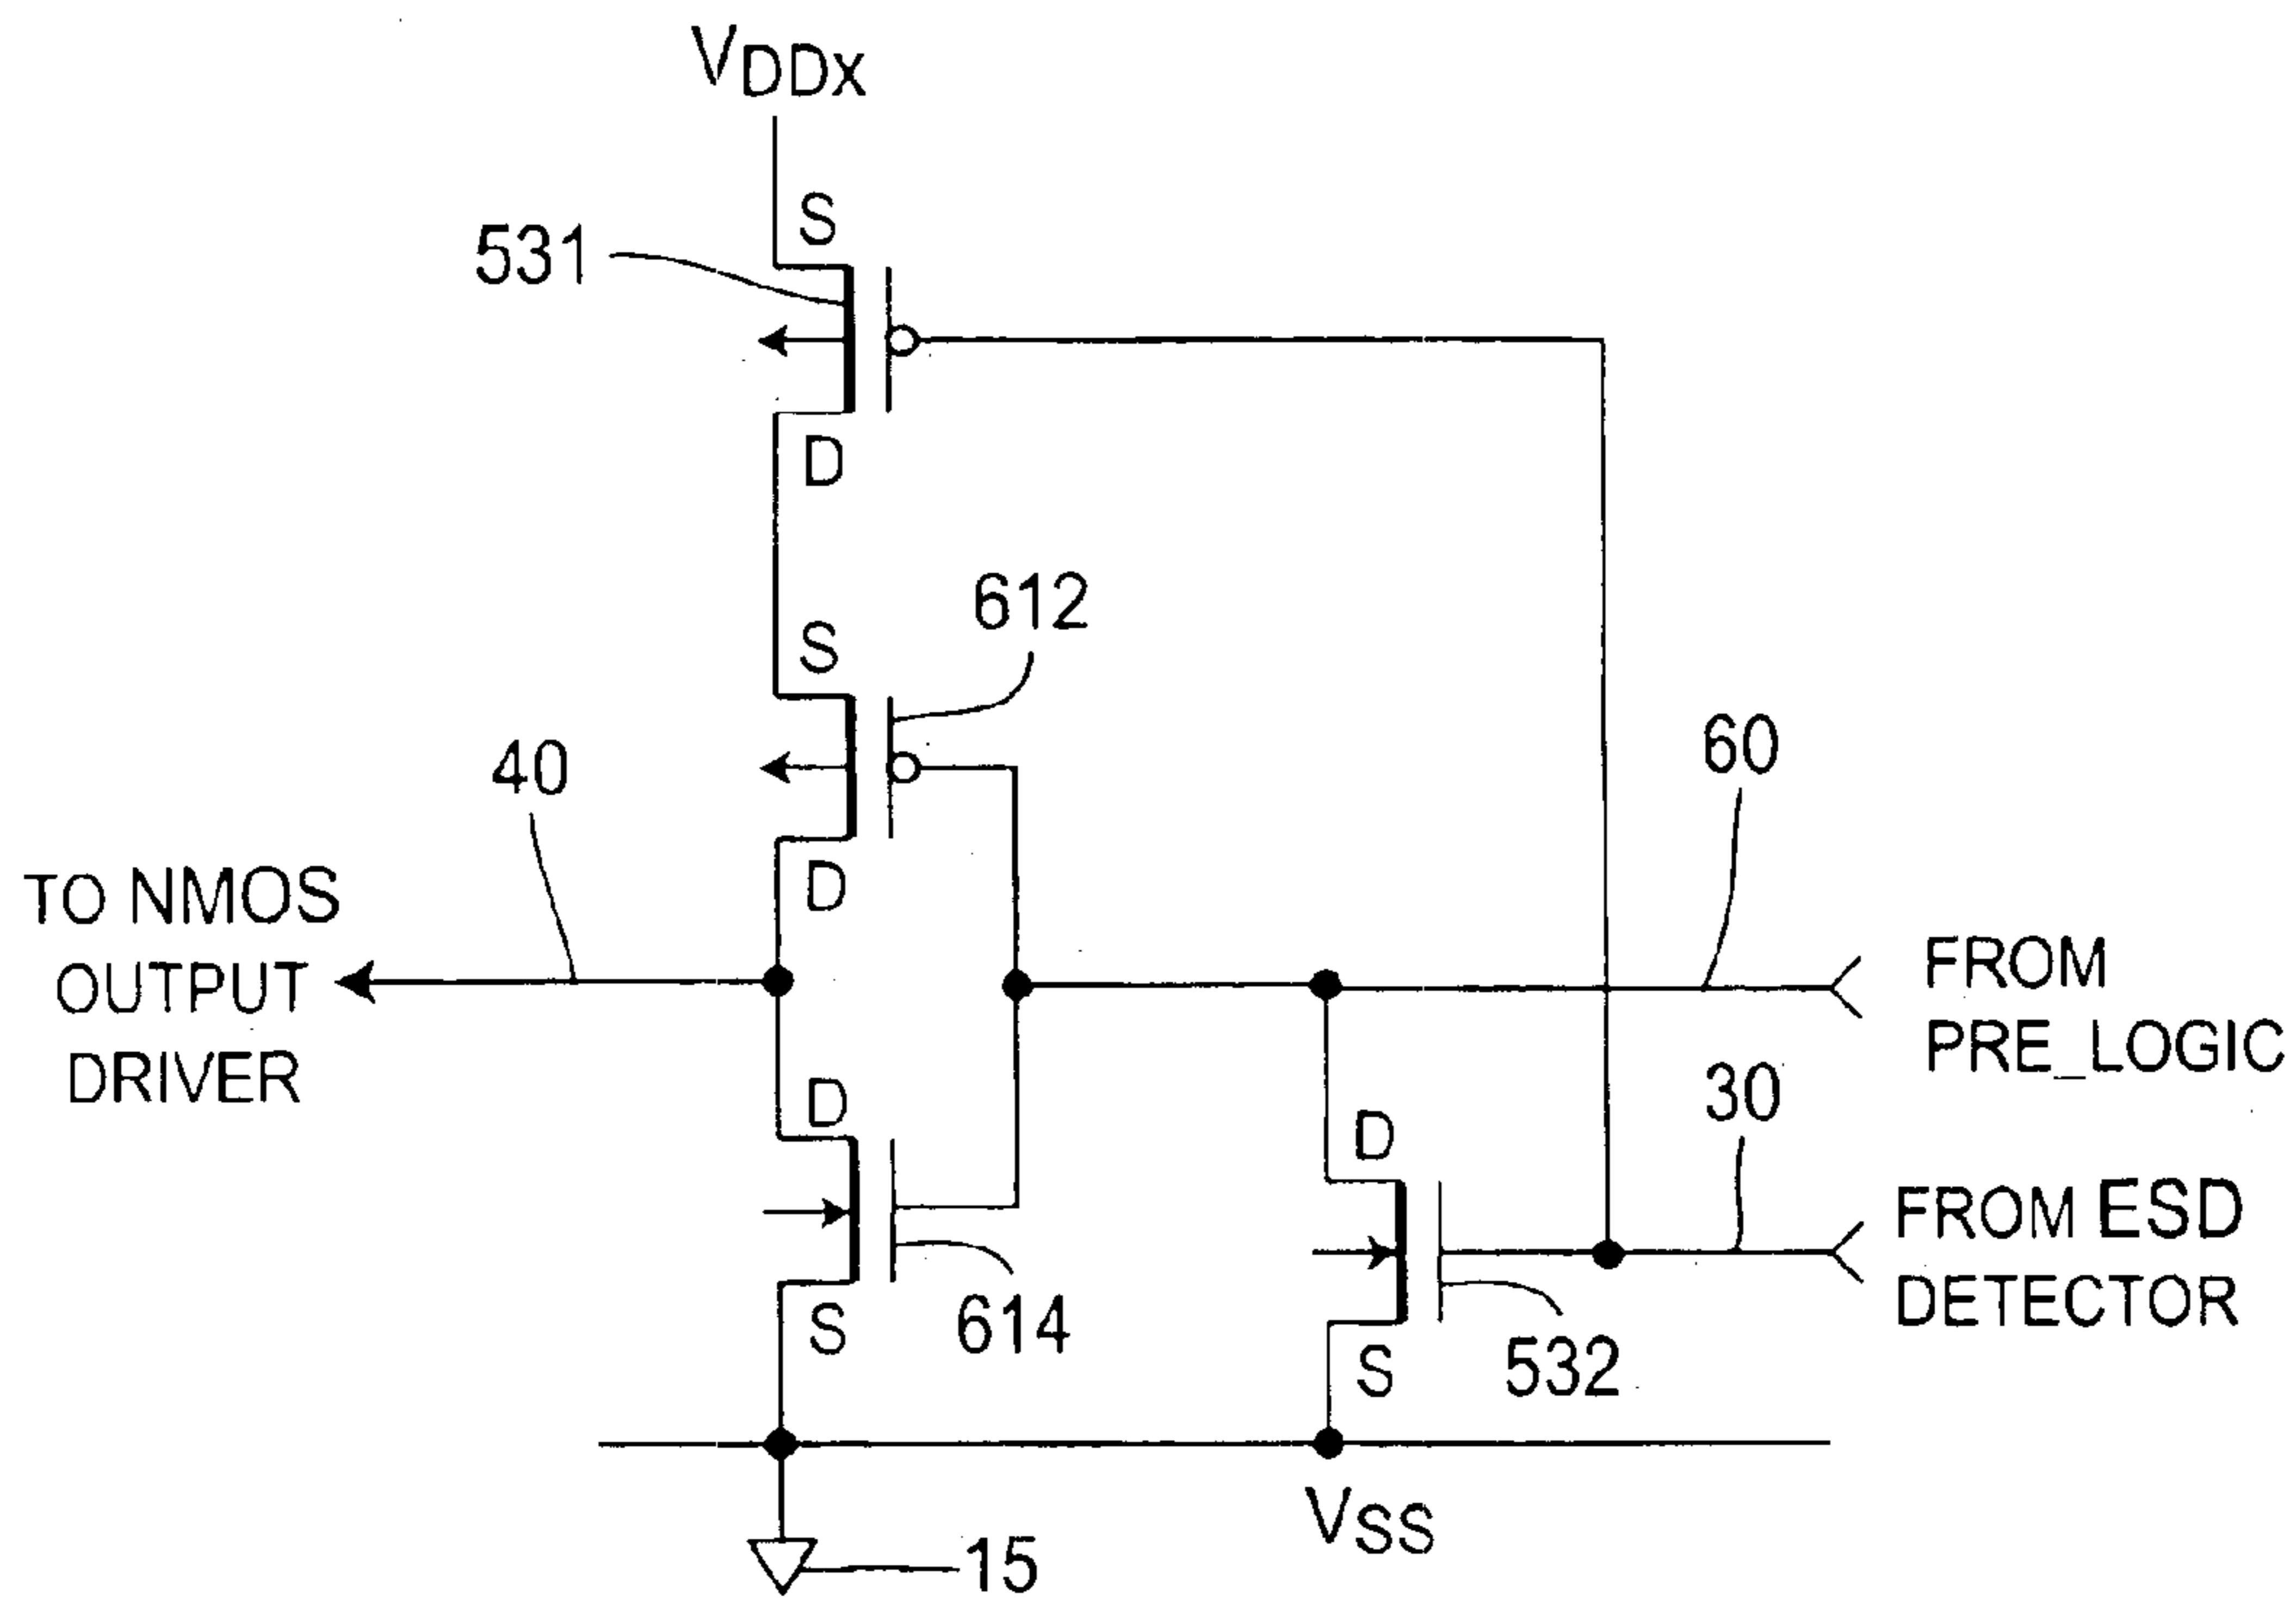 VDDX
S
531
D
612
S
60
40
D
TO NMOS
OUTPUT
DRIVER
FROM
PRE_LOGIC
30
D
D
FROM ESD
DETECTOR
S
614
S
532
VSS
15